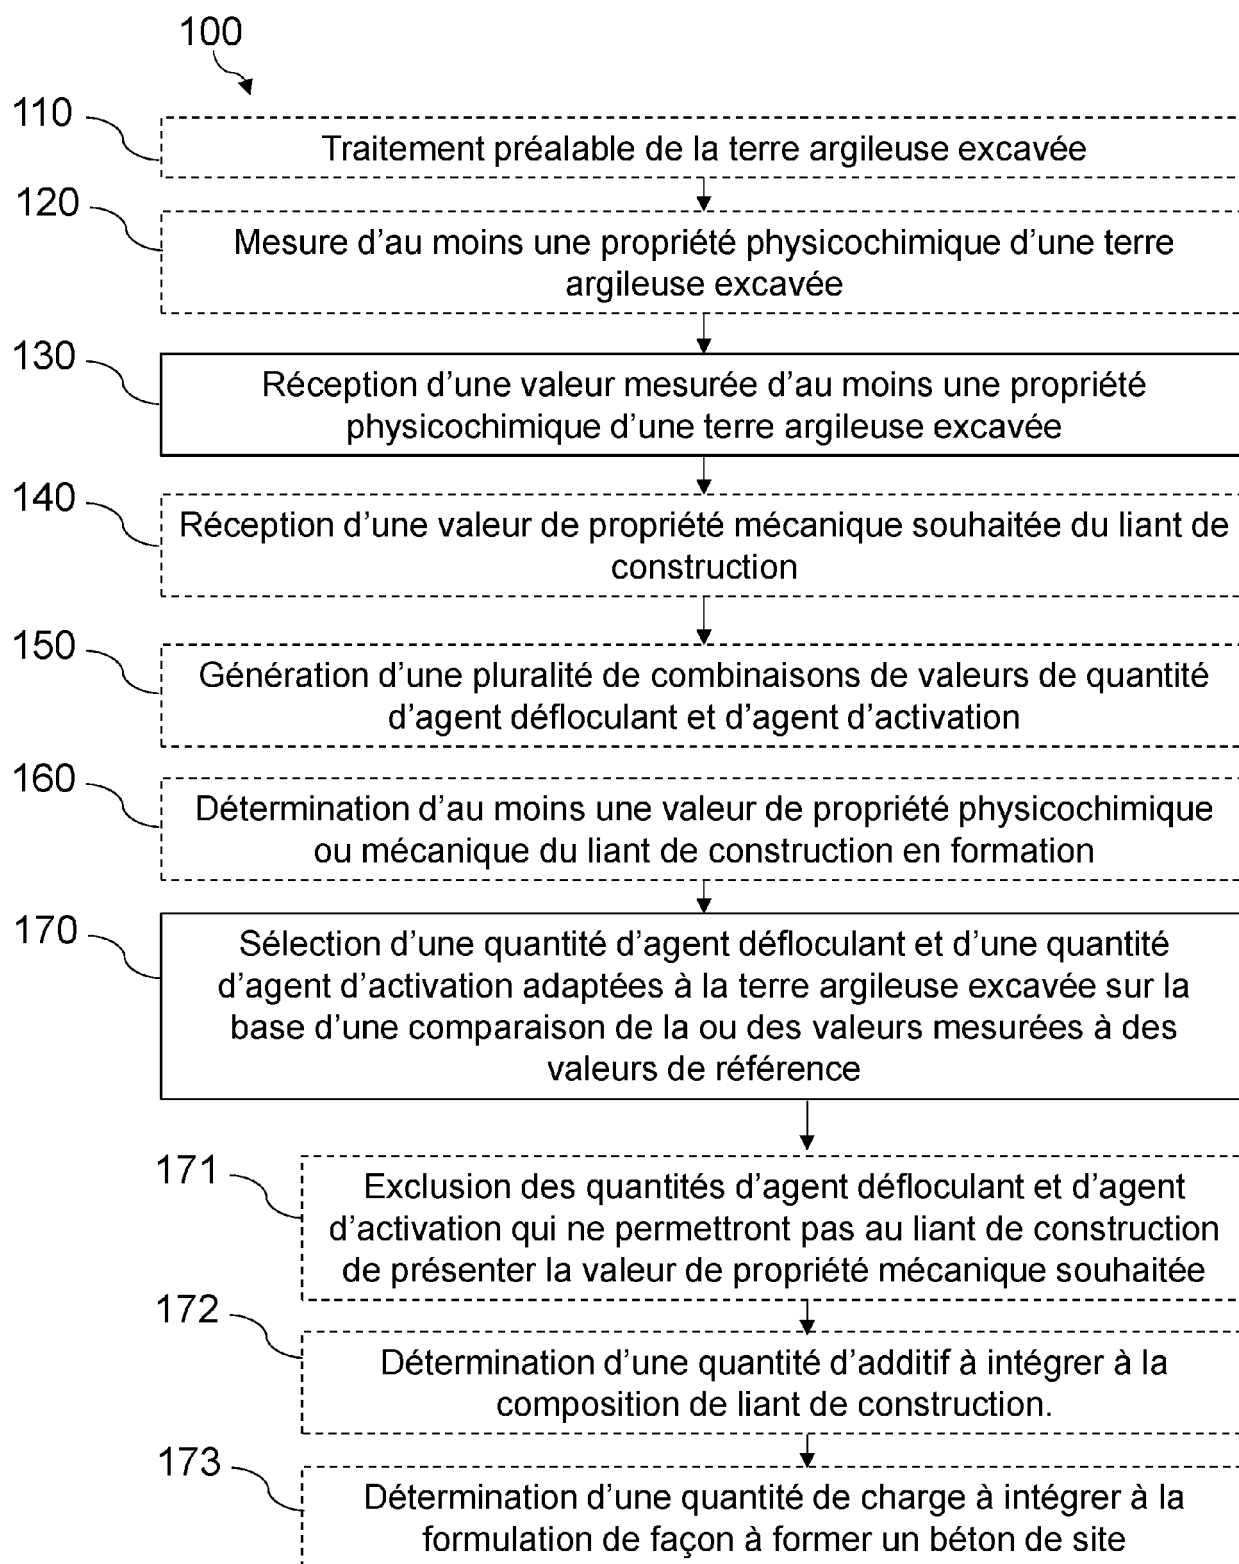 100
110
Traitement préalable de la terre argileuse excavée
120
Mesure d'au moins une propriété physicochimique d'une terre
argileuse excavée
130
Réception d'une valeur mesurée d'au moins une propriété
physicochimique d'une terre argileuse excavée
140
Réception d'une valeur de propriété mécanique souhaitée du liant de
construction
150
Génération d'une pluralité de combinaisons de valeurs de quantité
d'agent défloculant et d'agent d'activation
160
Détermination d'au moins une valeur de propriété physicochimique
ou mécanique du liant de construction en formation
170
Sélection d'une quantité d'agent défloculant et d'une quantité
d'agent d'activation adaptées à la terre argileuse excavée sur la
base d'une comparaison de la ou des valeurs mesurées à des
valeurs de référence
171
Exclusion des quantités d'agent défloculant et d'agent
d'activation qui ne permettront pas au liant de construction
de présenter la valeur de propriété mécanique souhaitée
172
Détermination d'une quantité d'additif à intégrer à la
composition de liant de construction.
173
Détermination d'une quantité de charge à intégrer à la
formulation de façon à former un béton de site